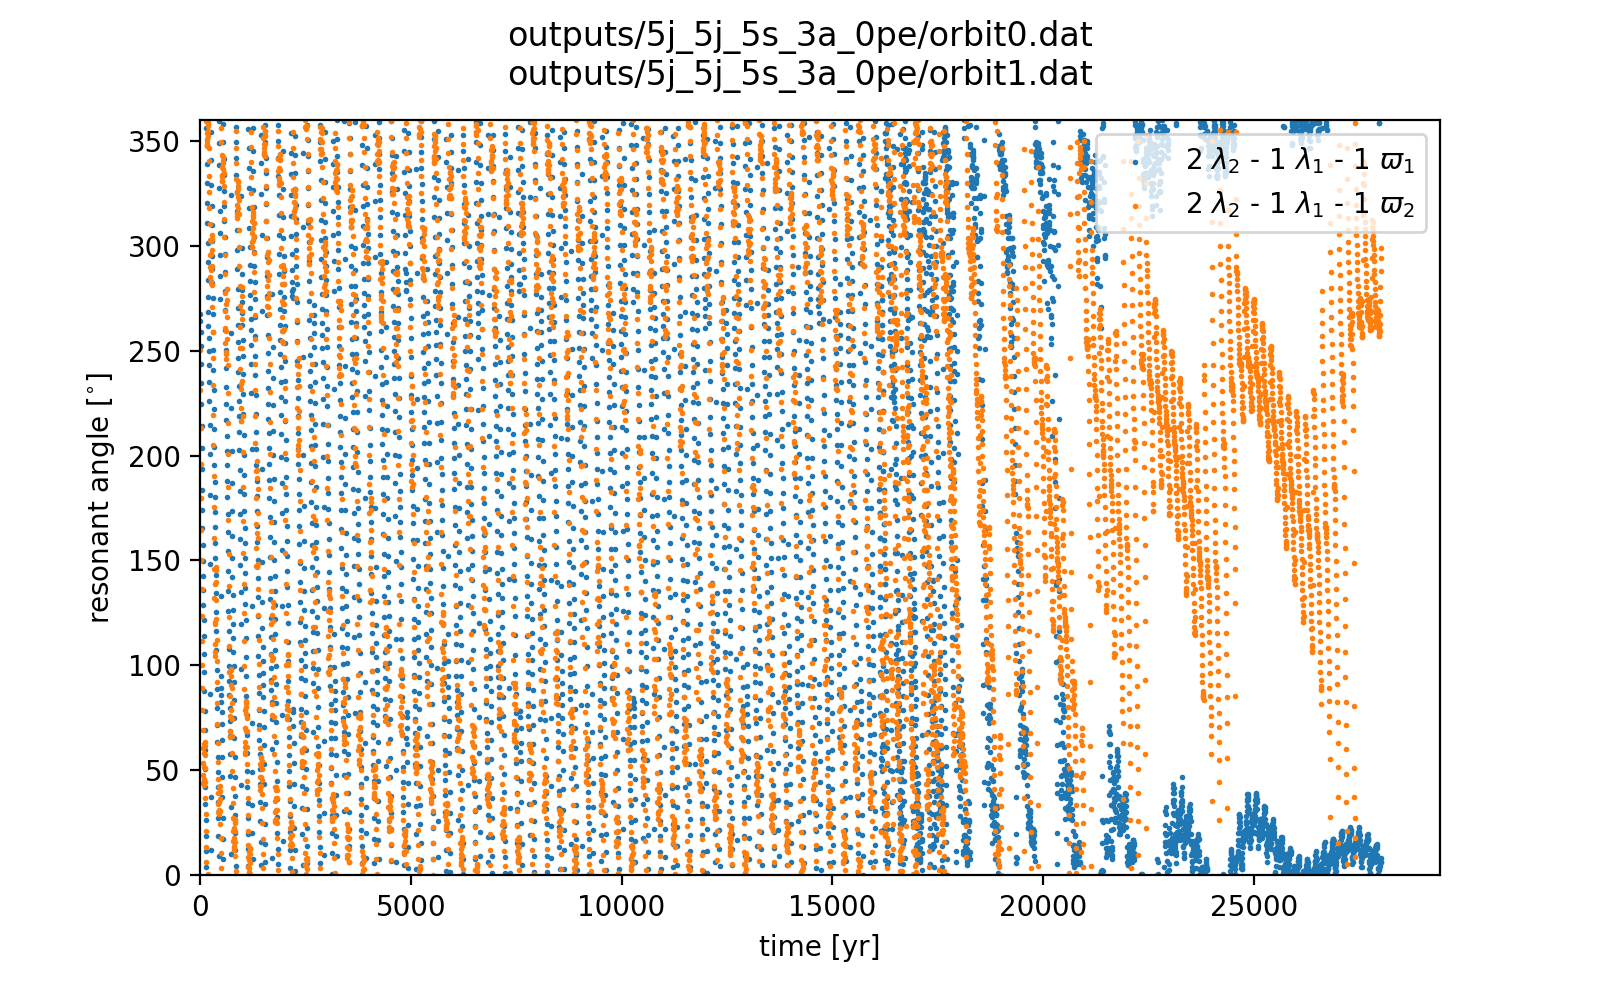 outputs/5j_5j_5s_3a_0pe/orbit0.dat
outputs/5j_5j_5s_3a_0pe/orbit1.dat
350
300
250
200
150
100
50
0
resonant angle [°]
2 λ₂ - 1 λ₁ - 1 ϖ₁
2 λ₂ - 1 λ₁ - 1 ϖ₂
0 5000 10000 15000 20000 25000
time [yr]